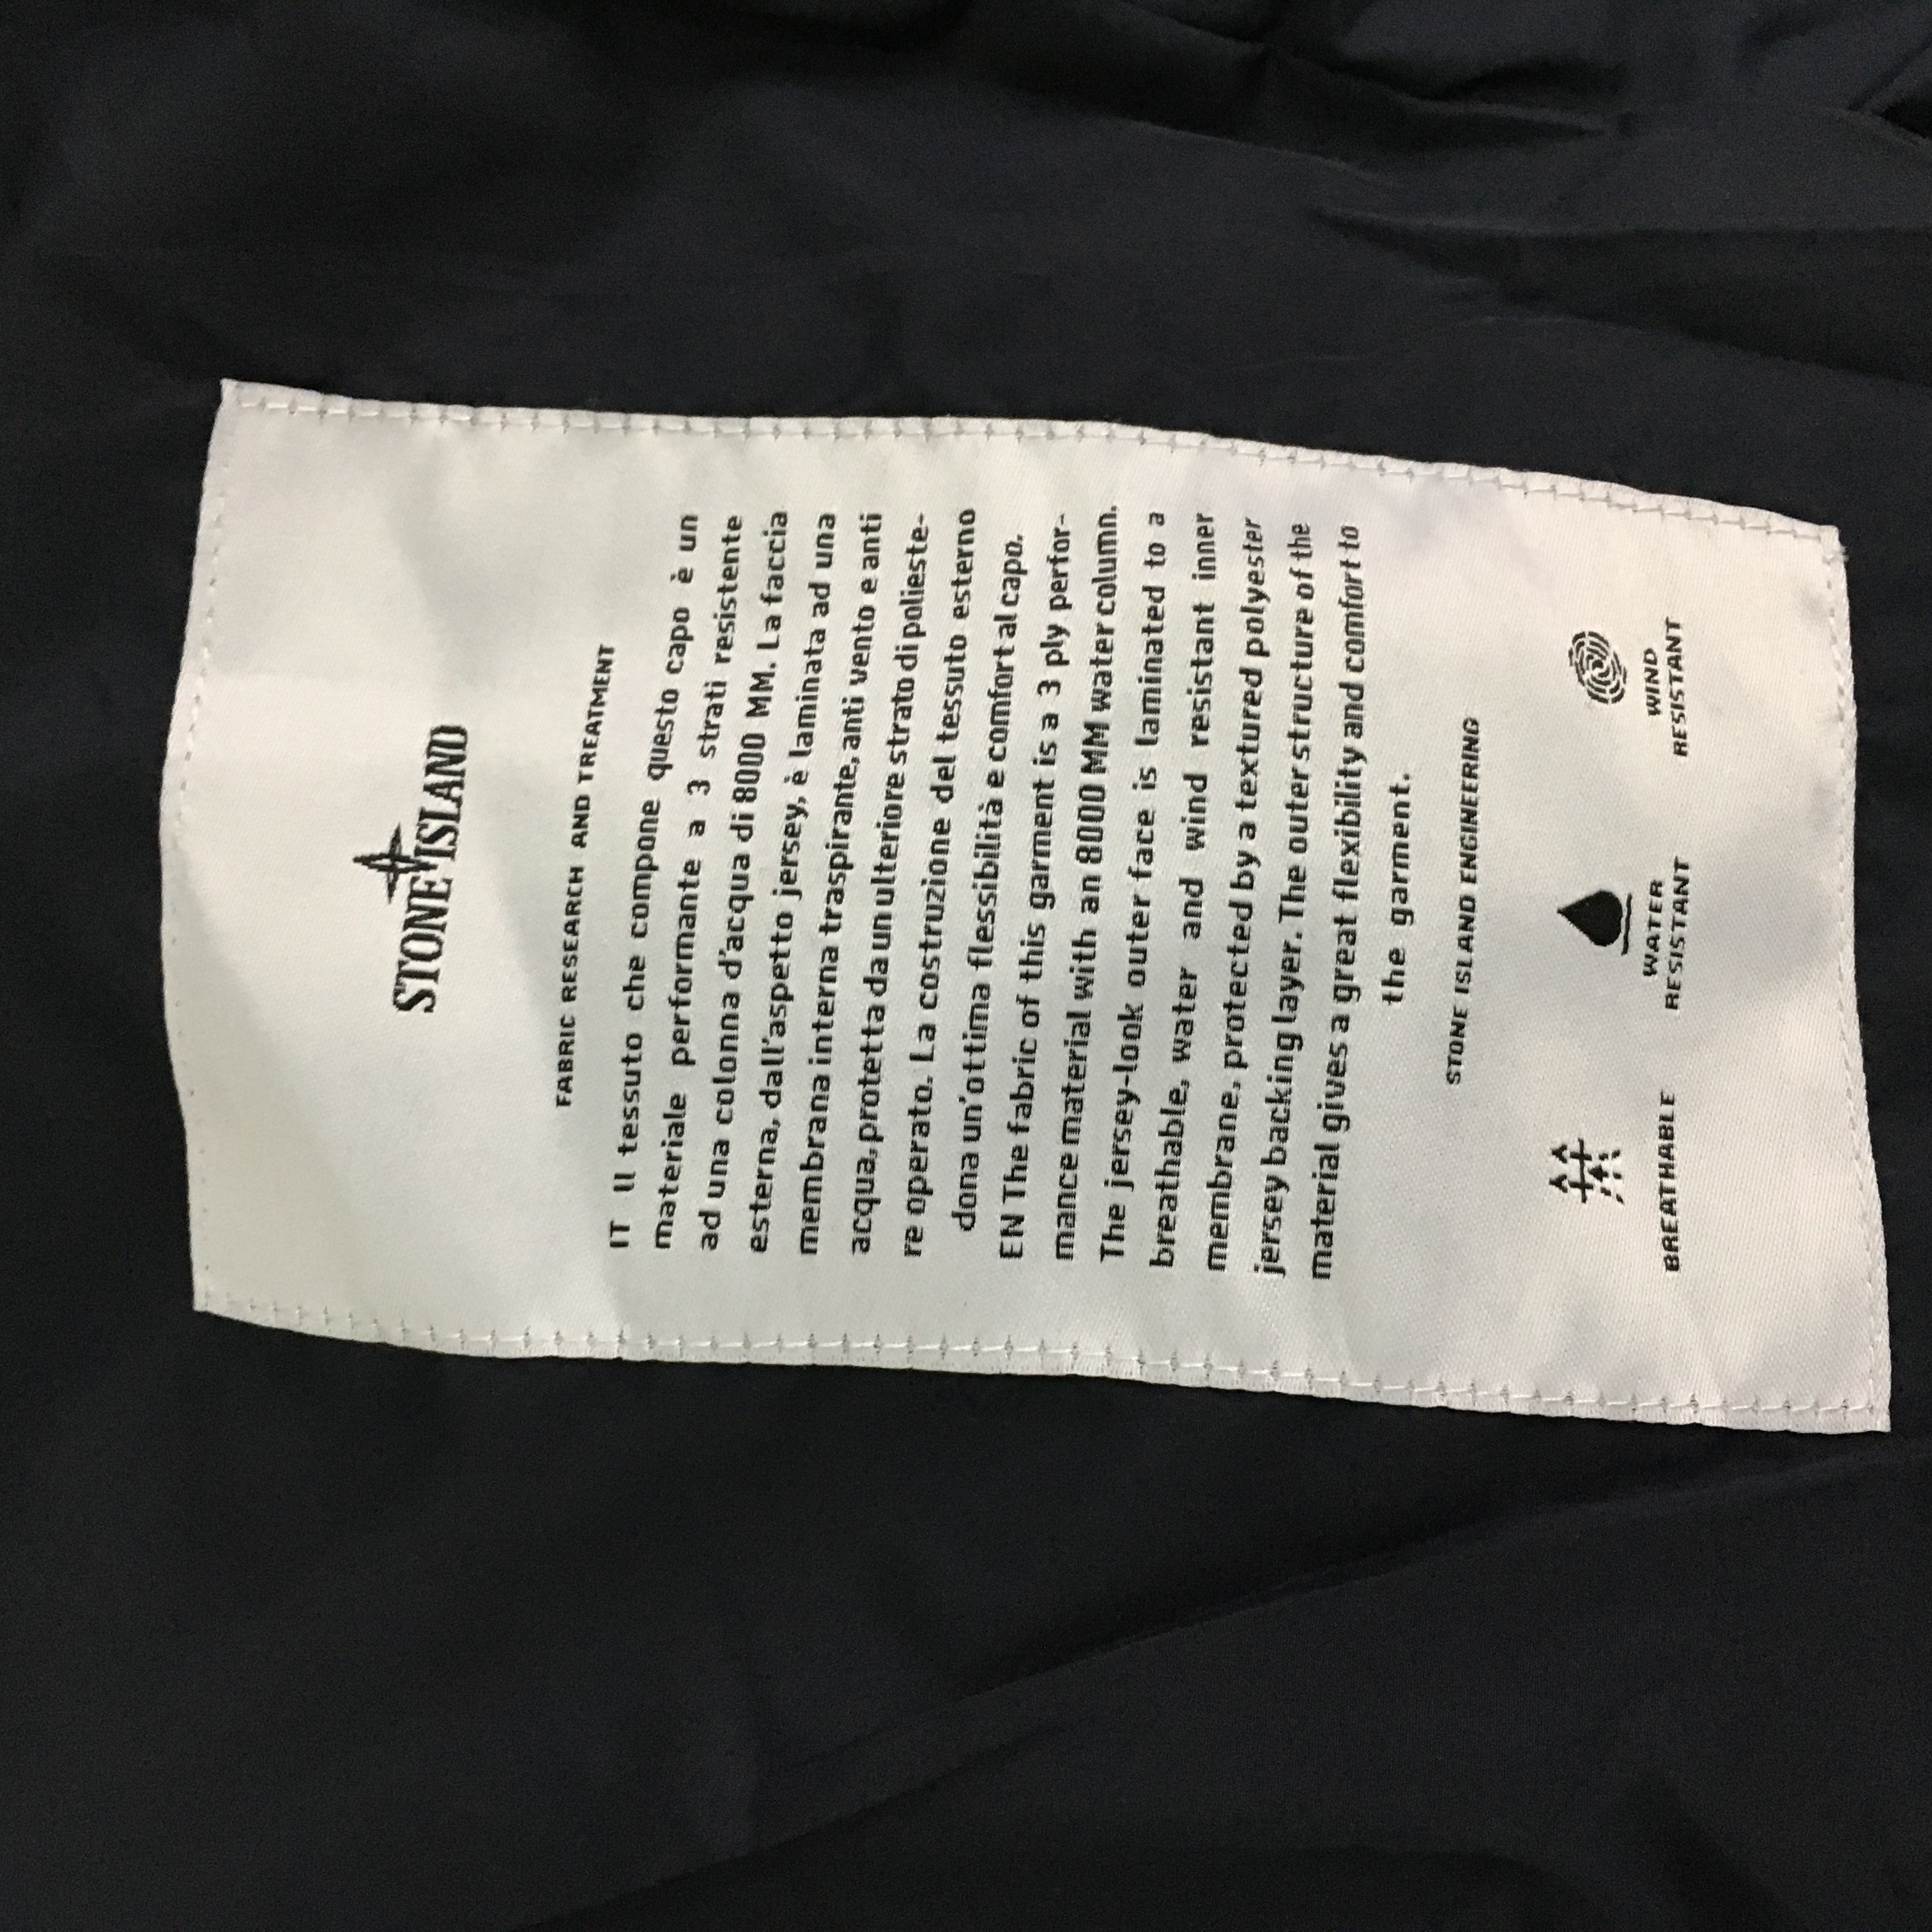 STONE ISLAND
FABRIC RESEARCH AND TREATMENT
IT Il tessuto che compone questo capo è un
materiale performante a 3 strati resistente
ad una colonna d'acqua di 8000 MM. La faccia
esterna, dall'aspetto jersey, è laminata ad una
membrana interna traspirante, anti vento e anti
acqua, protetta da un ulteriore strato di polieste-
re operato. La costruzione del tessuto esterno
dona un'ottima flessibilità e comfort al capo.
EN The fabric of this garment is a 3 ply perfor-
mance material with an 8000 MM water column.
The jersey-look outer face is laminated to a
breathable, water and wind resistant inner
membrane, protected by a textured polyester
jersey backing layer. The outer structure of the
material gives a great flexibility and comfort to
the garment.
STONE ISLAND ENGINEERING
BREATHABLE
WATER
RESISTANT
WIND
RESISTANT